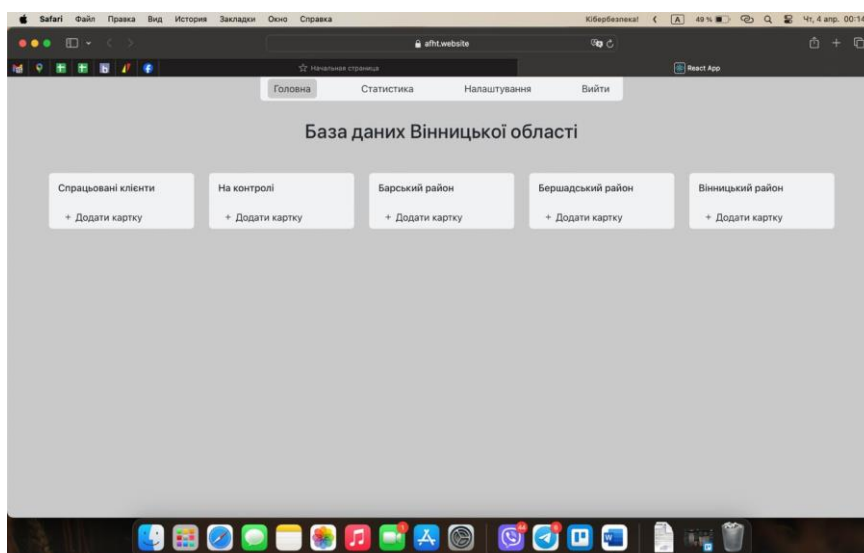 Safari Файл Правка Вид История Закладки Окно Справка Кібербезпека! A 49 % Чт, 4 апр. 00:14
afht.website
Начальная страница React App
Головна Статистика Налаштування Вийти
База даних Вінницької області
Спрацьовані клієнти На контролі Барський район Бершадський район Вінницький район
+ Додати картку + Додати картку + Додати картку + Додати картку + Додати картку